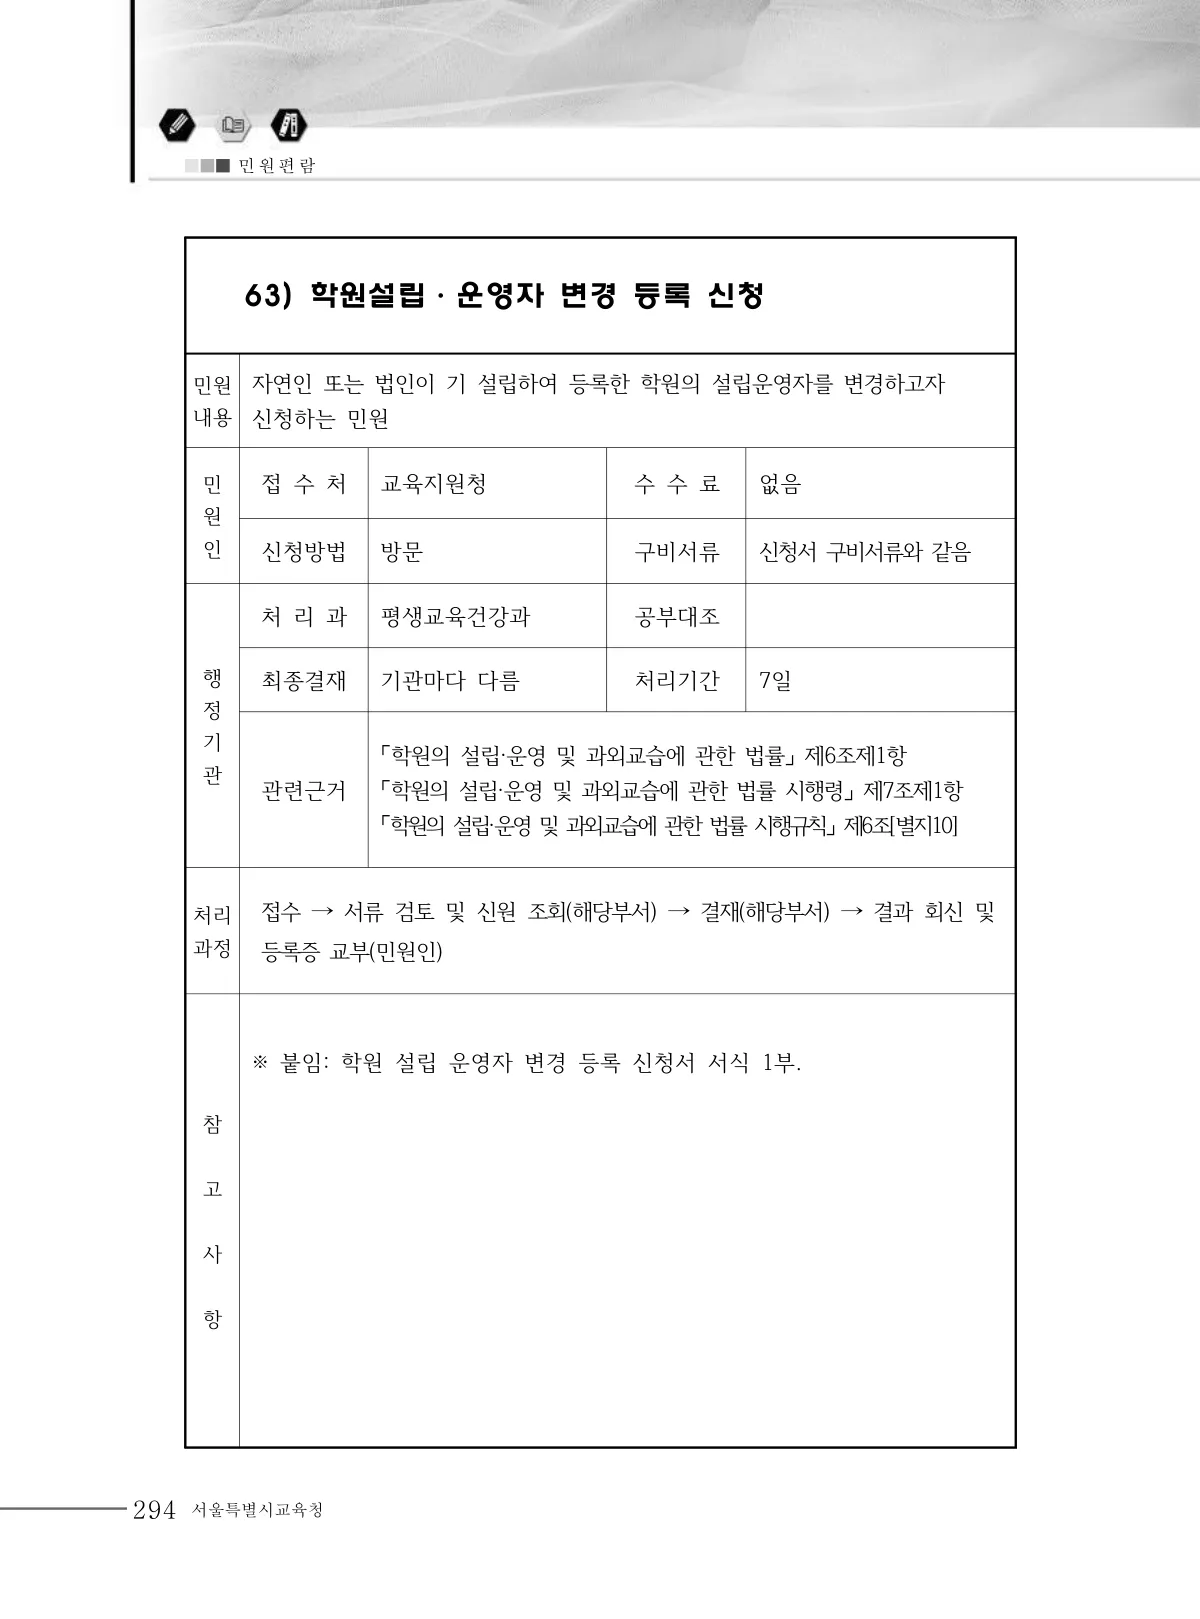 민원편람
63) 학원설립·운영자 변경 등록 신청
민원 내용
자연인 또는 법인이 기 설립하여 등록한 학원의 설립운영자를 변경하고자
신청하는 민원
민원인
접 수 처 교육지원청 수 수 료 없음
신청방법 방문 구비서류 신청서 구비서류와 같음
행정기관
처 리 과 평생교육건강과 공부대조
최종결재 기관마다 다름 처리기간 7일
관련근거
「학원의 설립·운영 및 과외교습에 관한 법률」 제6조제1항
「학원의 설립·운영 및 과외교습에 관한 법률 시행령」 제7조제1항
「학원의 설립·운영 및 과외교습에 관한 법률 시행규칙」 제6조[별지10]
처리 과정
접수 → 서류 검토 및 신원 조회(해당부서) → 결재(해당부서) → 결과 회신 및
등록증 교부(민원인)
참고사항
※ 붙임: 학원 설립 운영자 변경 등록 신청서 서식 1부.
294 서울특별시교육청